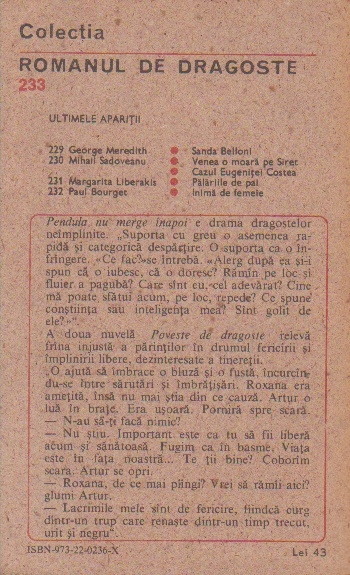 Colecția
ROMANUL DE DRAGOSTE
233
ULTIMELE APARIȚII
229 George Meredith ● Sanda Belloni
230 Mihail Sadoveanu ● Venea o moară pe Siret
● Cazul Eugeniței Costea
231 Margarita Liberakis ● Pălăriile de pai
232 Paul Bourget ● Inimă de femeie
Pendula nu merge înapoi e drama dragostelor
neîmplinite. „Suporta cu greu o asemenea ra-
pidă și categorică despărțire. O suporta ca o în-
frîngere. «Ce fac?»se întrebă. «Alerg după ea și-i
spun că o iubesc, că o doresc? Rămîn pe loc și
fluier a pagubă? Care sînt eu,cel adevărat? Cine
mă poate sfătui acum, pe loc, repede? Ce spune
conștiința sau inteligența mea? Sînt golit de
ele?»“.
A doua nuvelă Poveste de dragoste relevă
frîna injustă a părinților în drumul fericirii și
împlinirii libere, dezinteresate a tinereții.
„O ajută să îmbrace o bluză și o fustă, încurcîn-
du-se între sărutări și îmbrățișări. Roxana era
amețită, însă nu mai știa din ce cauză. Artur o
luă în brațe. Era ușoară. Porniră spre scară.
— N-au să-ți facă nimic?
— Nu știu. Important este ca tu să fii liberă
acum și sănătoasă. Fugim ca în basme. Viața
este în fața noastră... Te ții bine? Coborîm
scara. Artur se opri.
— Roxana, de ce mai plîngi? Vrei să rămîi aici?
glumi Artur.
— Lacrimile mele sînt de fericire, fiindcă curg
dintr-un trup care renaște dintr-un timp trecut,
urît și negru“.
ISBN-973-22-0236-X
Lei 43